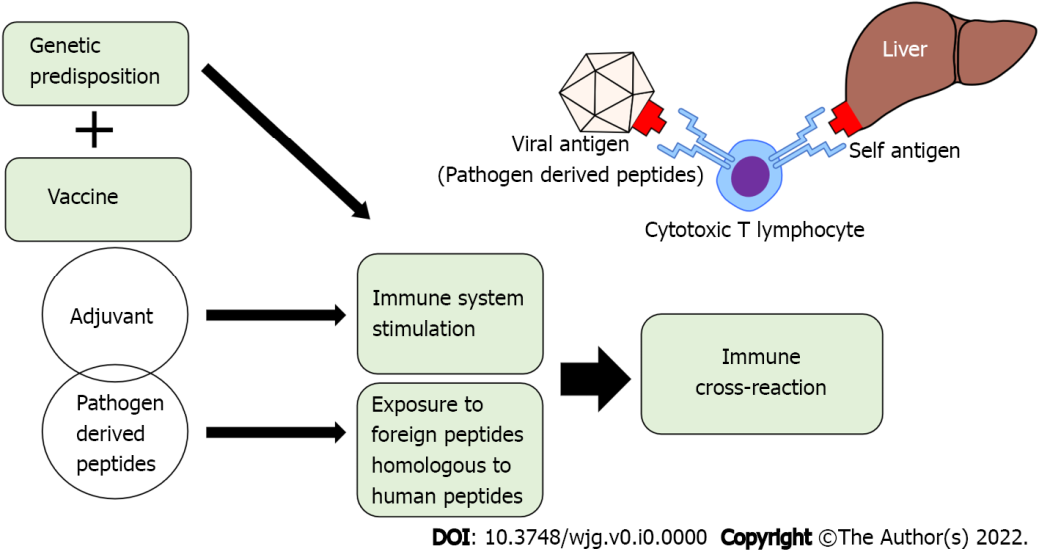 Genetic
predisposition
+
Vaccine
Adjuvant
Pathogen
derived
peptides
Immune system
stimulation
Exposure to
foreign peptides
homologous to
human peptides
Immune
cross-reaction
Viral antigen
(Pathogen derived peptides)
Liver
Self antigen
Cytotoxic T lymphocyte
DOI: 10.3748/wjg.v0.i0.0000 Copyright ©The Author(s) 2022.